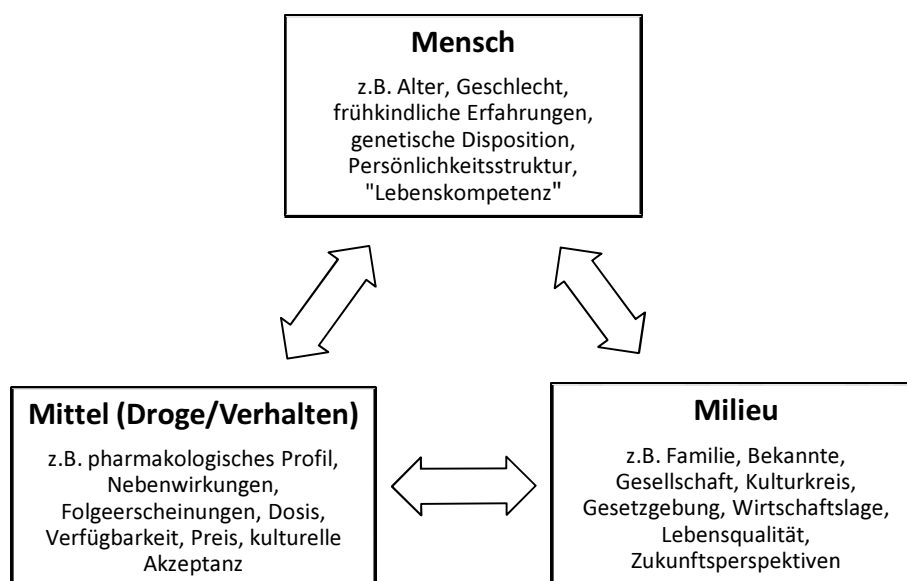 Mensch
z.B. Alter, Geschlecht,
frühkindliche Erfahrungen,
genetische Disposition,
Persönlichkeitsstruktur,
"Lebenskompetenz"
Mittel (Droge/Verhalten)
z.B. pharmakologisches Profil,
Nebenwirkungen,
Folgeerscheinungen, Dosis,
Verfügbarkeit, Preis, kulturelle
Akzeptanz
Milieu
z.B. Familie, Bekannte,
Gesellschaft, Kulturkreis,
Gesetzgebung, Wirtschaftslage,
Lebensqualität,
Zukunftsperspektiven